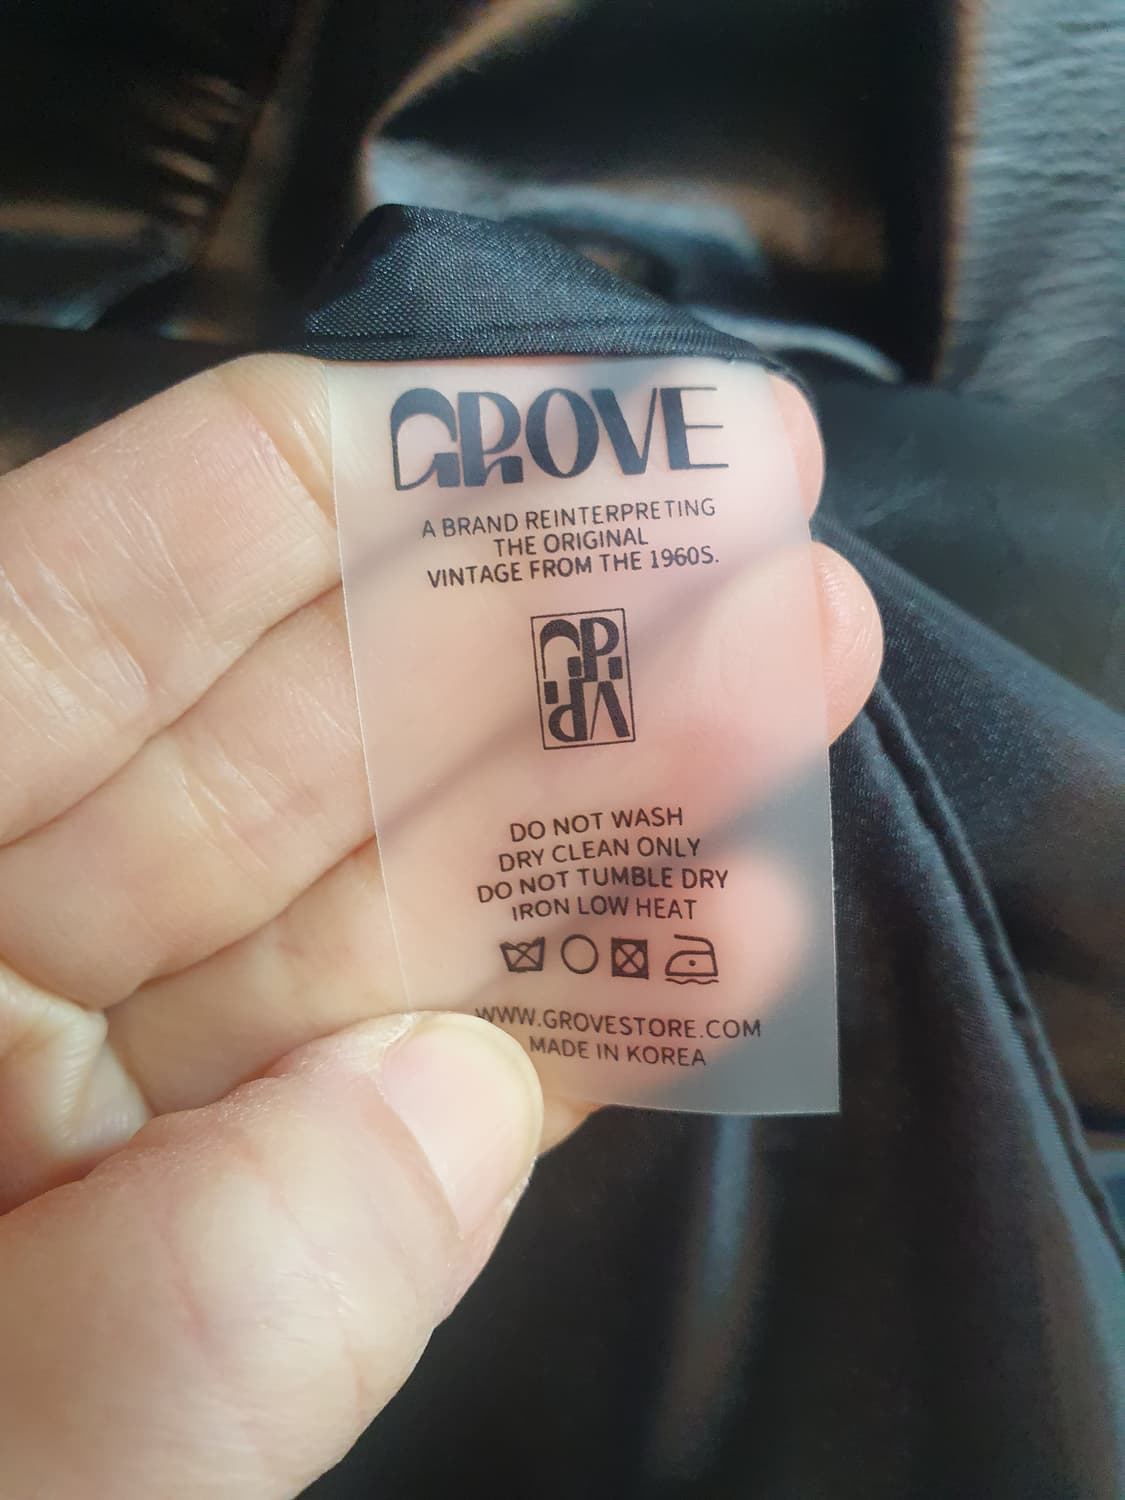 GROVE
A BRAND REINTERPRETING
THE ORIGINAL
VINTAGE FROM THE 1960S.
DO NOT WASH
DRY CLEAN ONLY
DO NOT TUMBLE DRY
IRON LOW HEAT
WWW.GROVESTORE.COM
MADE IN KOREA